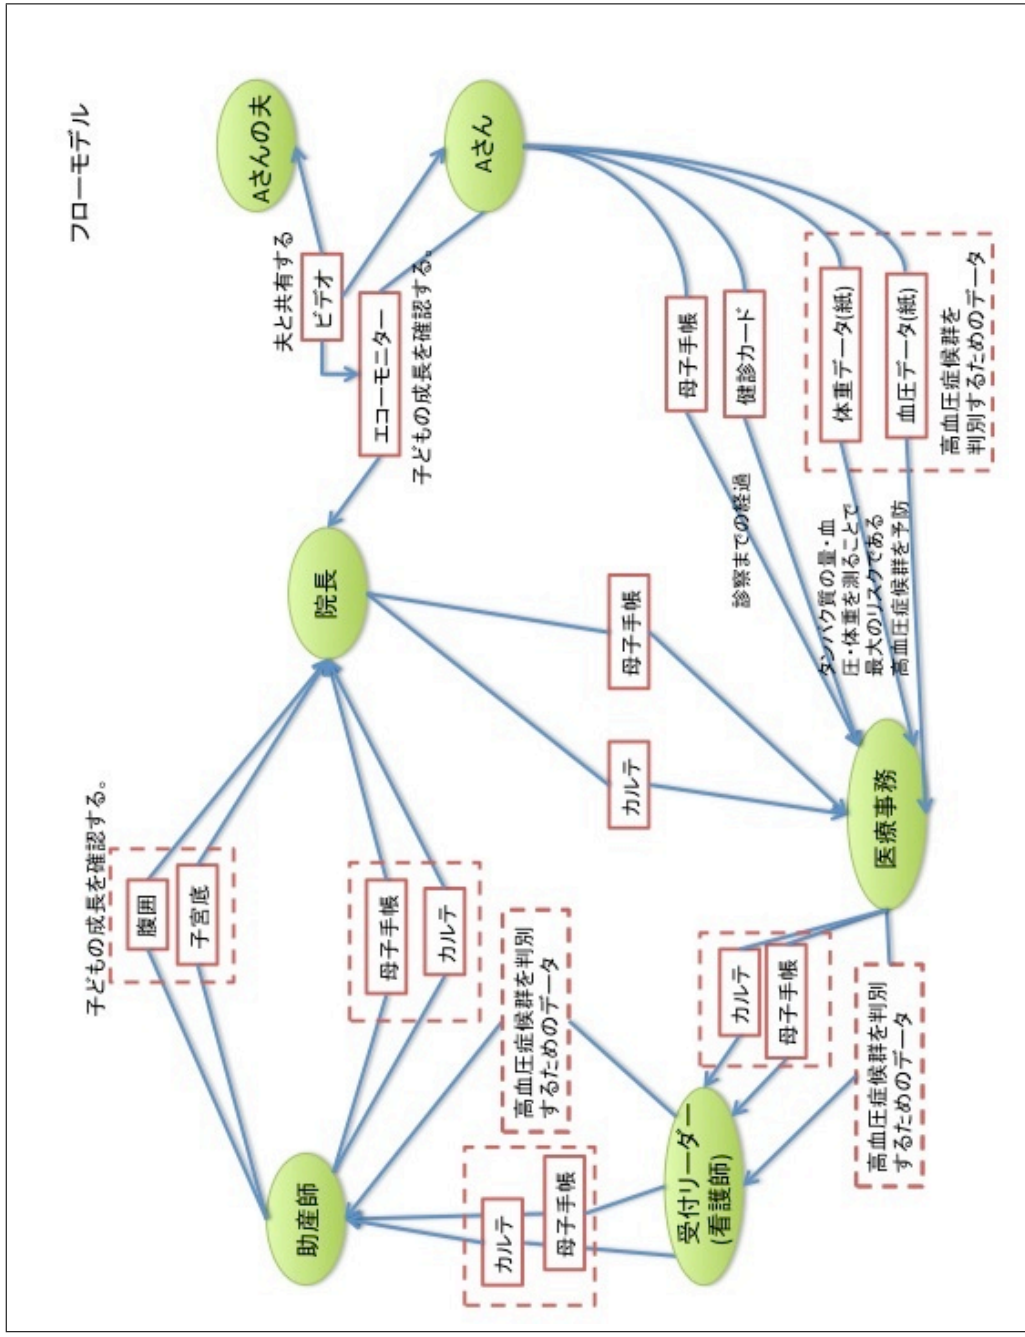 フローモデル
子どもの成長を確認する。
腹囲
子宮底
助産師
母子手帳
カルテ
院長
夫と共有する
ビデオ
エコーモニター
子どもの成長を確認する。
Aさんの夫
Aさん
高血圧症候群を判別
するためのデータ
カルテ
母子手帳
受付リーダー
(看護師)
カルテ
母子手帳
高血圧症候群を判別
するためのデータ
カルテ
母子手帳
医療事務
診察までの経過
母子手帳
健診カード
タンパク質の量・血
圧・体重を測ることで
最大のリスクである
高血圧症候群を予防
体重データ(紙)
血圧データ(紙)
高血圧症候群を
判別するためのデータ